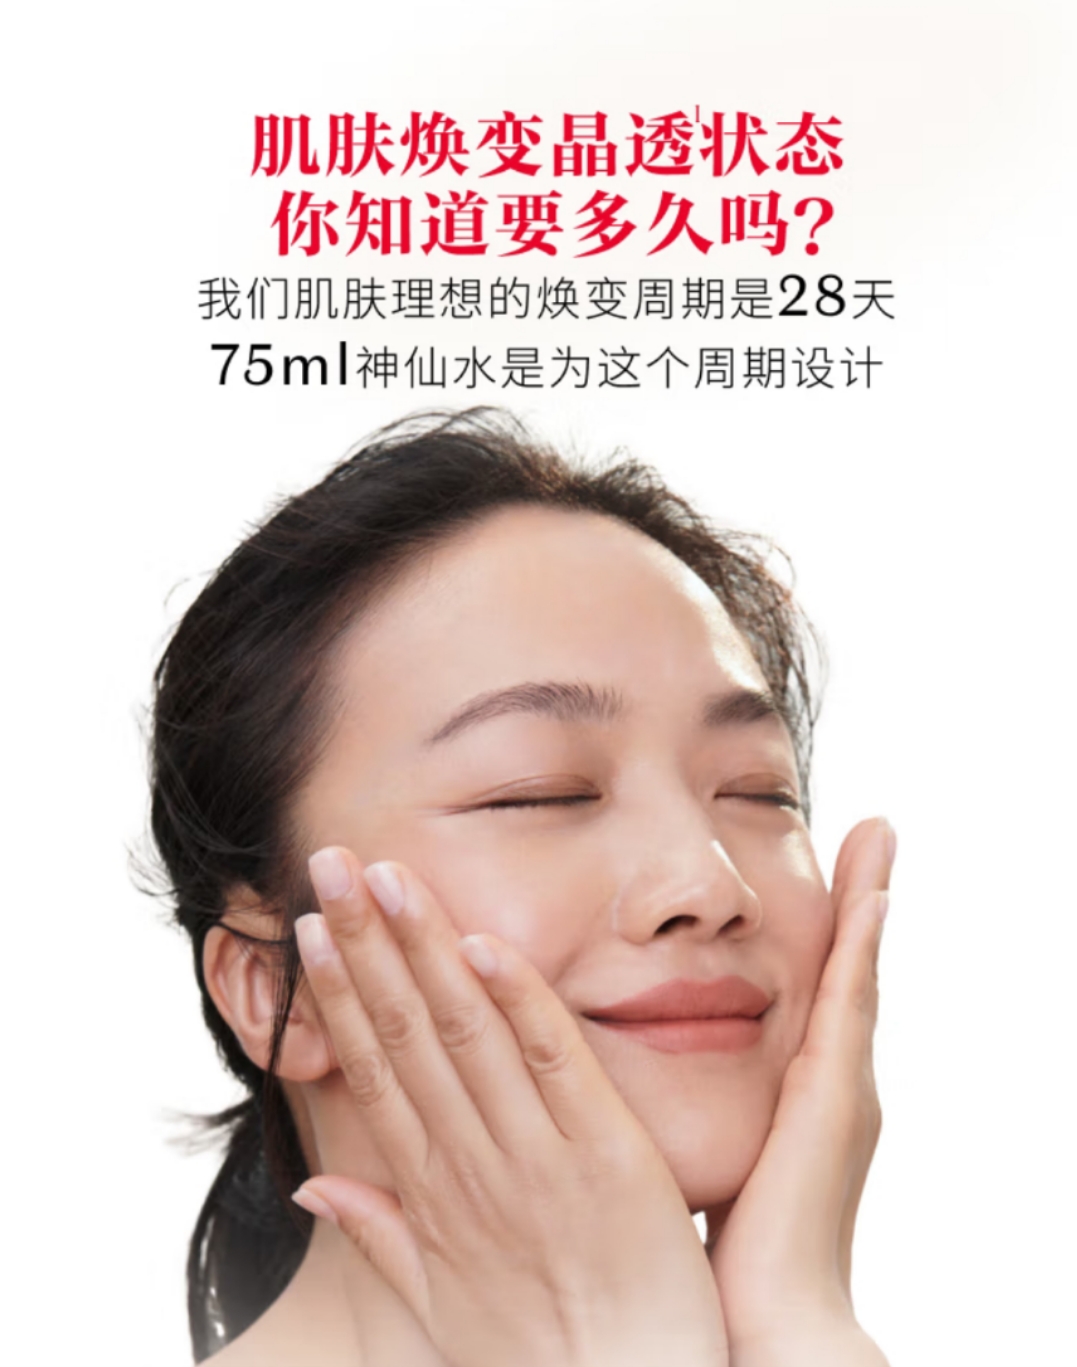 肌肤焕变晶透¹状态
你知道要多久吗？
我们肌肤理想的焕变周期是28天
75ml神仙水是为这个周期设计